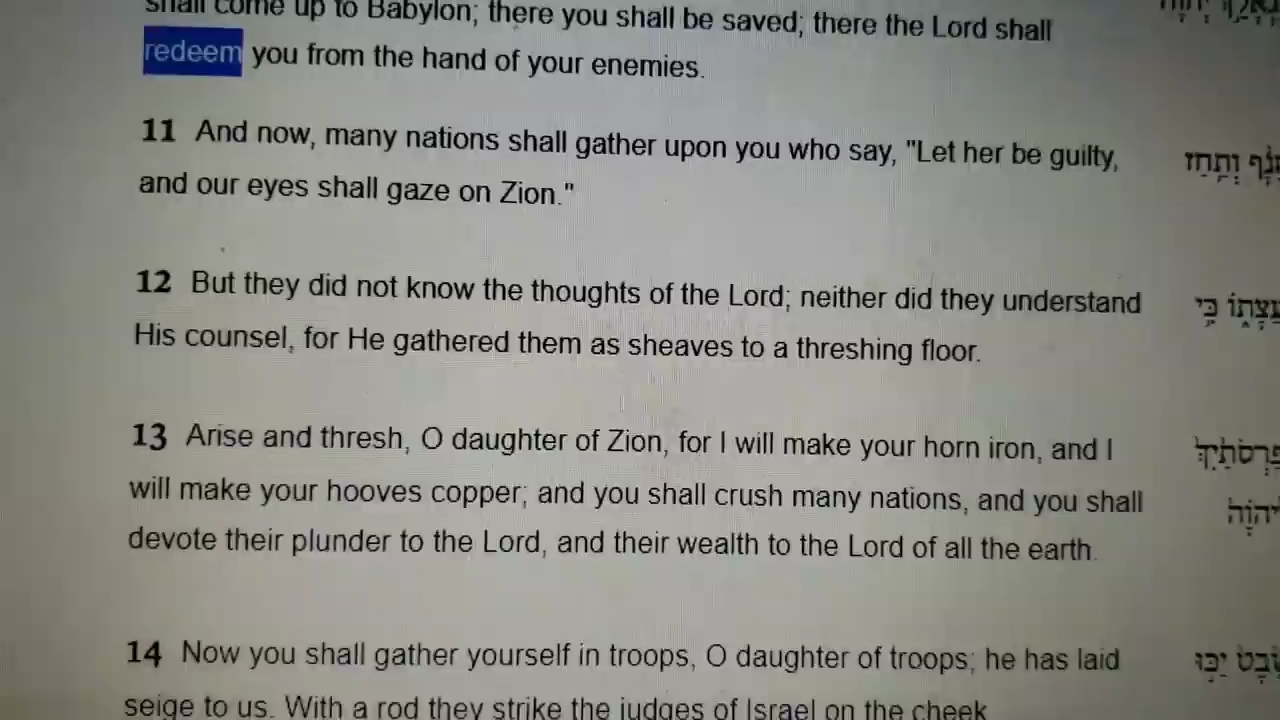 shall come up to Babylon; there you shall be saved; there the Lord shall
redeem you from the hand of your enemies.
11 And now, many nations shall gather upon you who say, "Let her be guilty,
and our eyes shall gaze on Zion."
12 But they did not know the thoughts of the Lord; neither did they understand
His counsel, for He gathered them as sheaves to a threshing floor.
13 Arise and thresh, O daughter of Zion, for I will make your horn iron, and I
will make your hooves copper; and you shall crush many nations, and you shall
devote their plunder to the Lord, and their wealth to the Lord of all the earth.
14 Now you shall gather yourself in troops, O daughter of troops; he has laid
seige to us. With a rod they strike the judges of Israel on the cheek